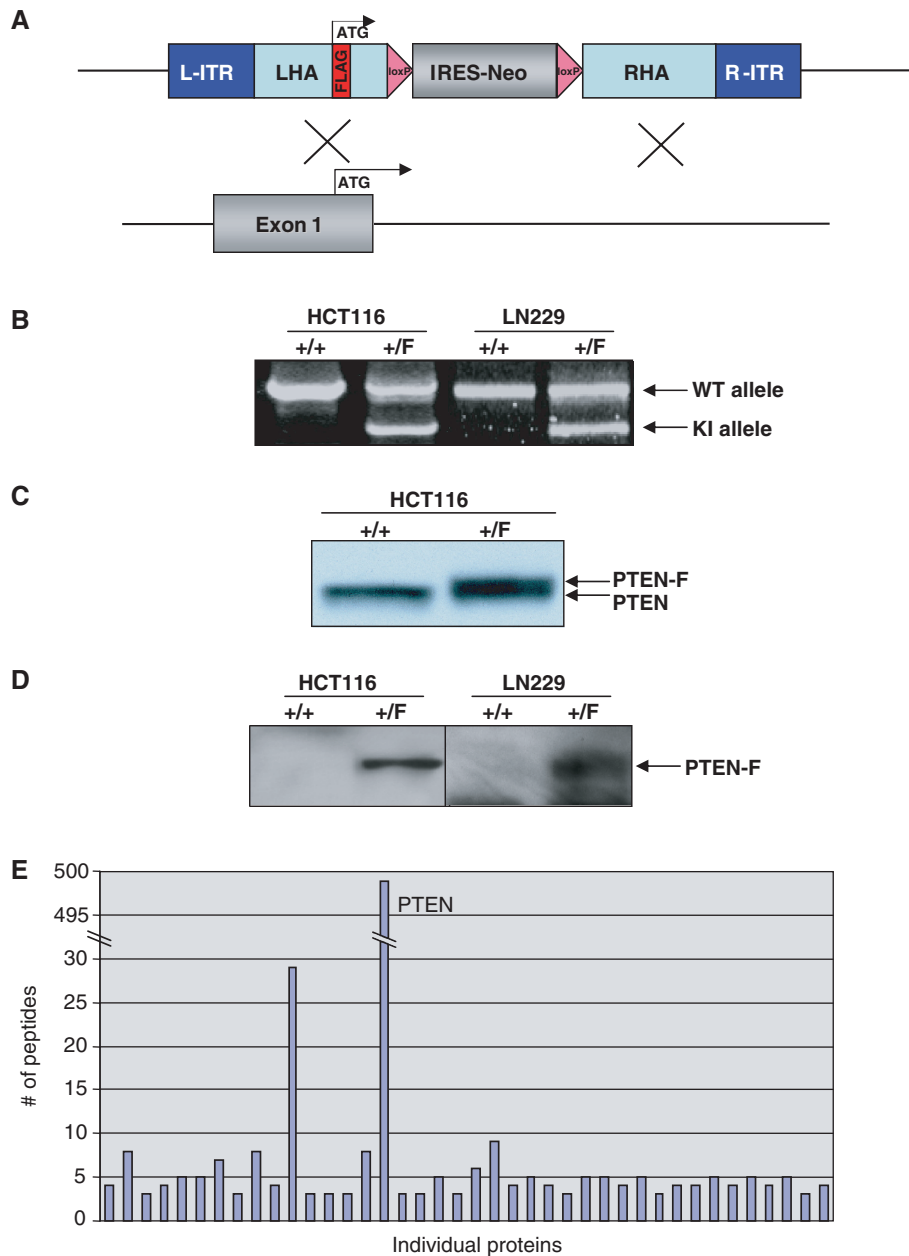 A
ATG
L-ITR LHA FLAG loxP IRES-Neo loxP RHA R-ITR
ATG
Exon 1
B
HCT116 LN229
+/+ +/F +/+ +/F
WT allele
KI allele
C
HCT116
+/+ +/F
PTEN-F
PTEN
D
HCT116 LN229
+/+ +/F +/+ +/F
PTEN-F
E
500
PTEN
495
30
25
20
15
10
5
0
# of peptides
Individual proteins